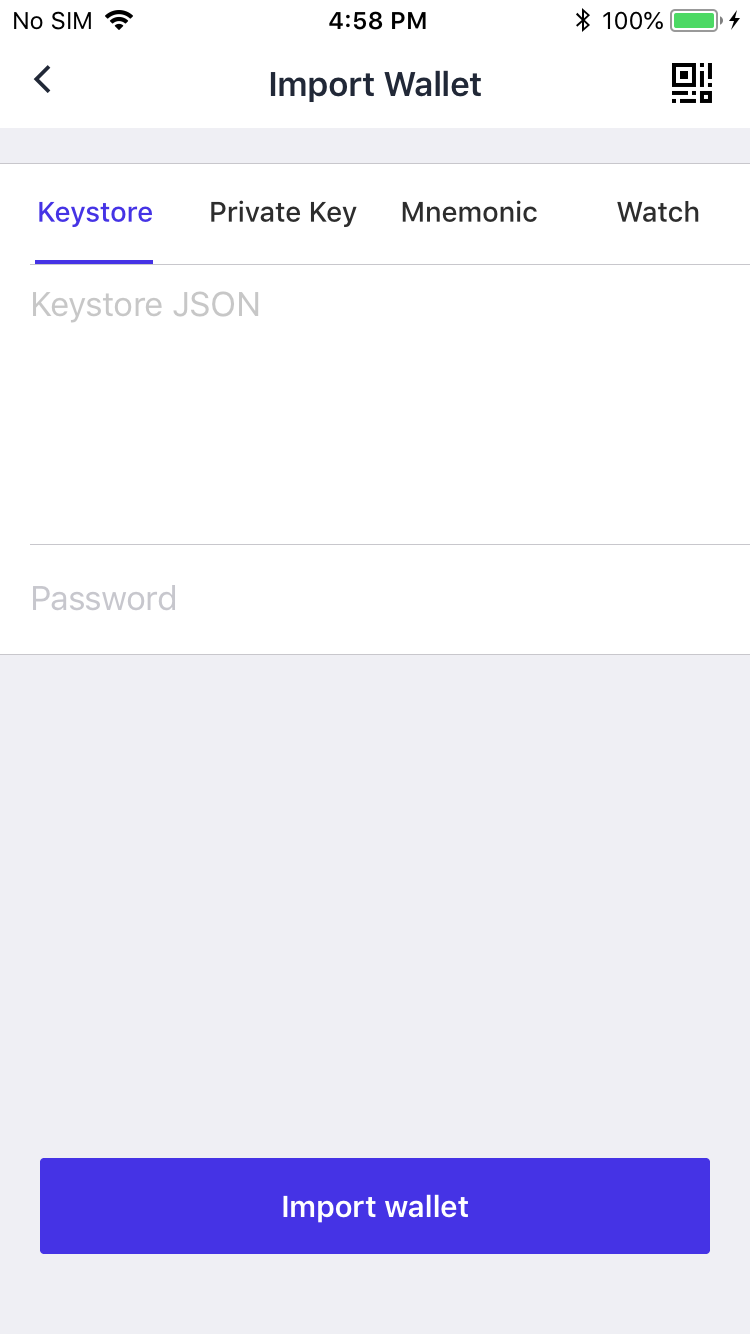 No SIM 4:58 PM 100%
Import Wallet
Keystore Private Key Mnemonic Watch
Keystore JSON
Password
Import wallet